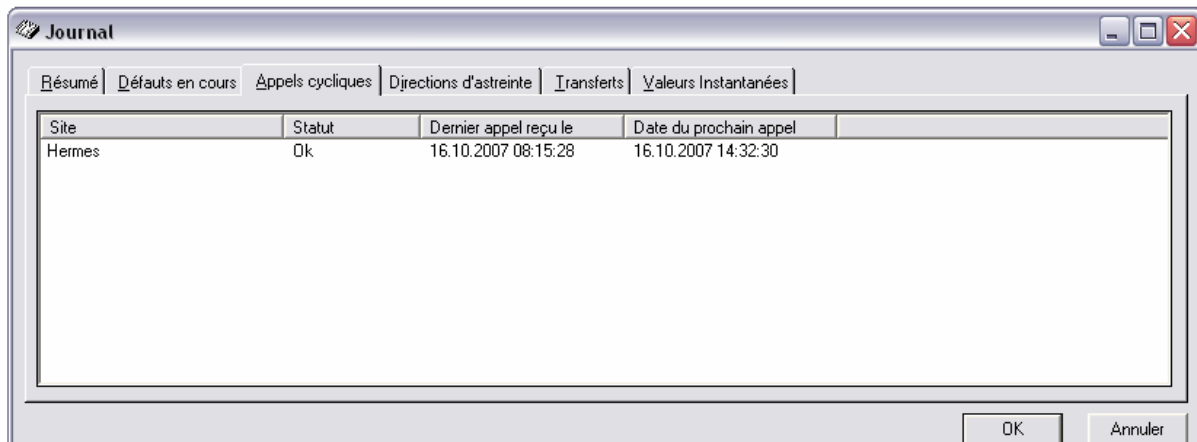 Journal
Résumé Défauts en cours Appels cycliques Directions d'astreinte Transferts Valeurs Instantanées
Site Statut Dernier appel reçu le Date du prochain appel
Hermes Ok 16.10.2007 08:15:28 16.10.2007 14:32:30
OK Annuler